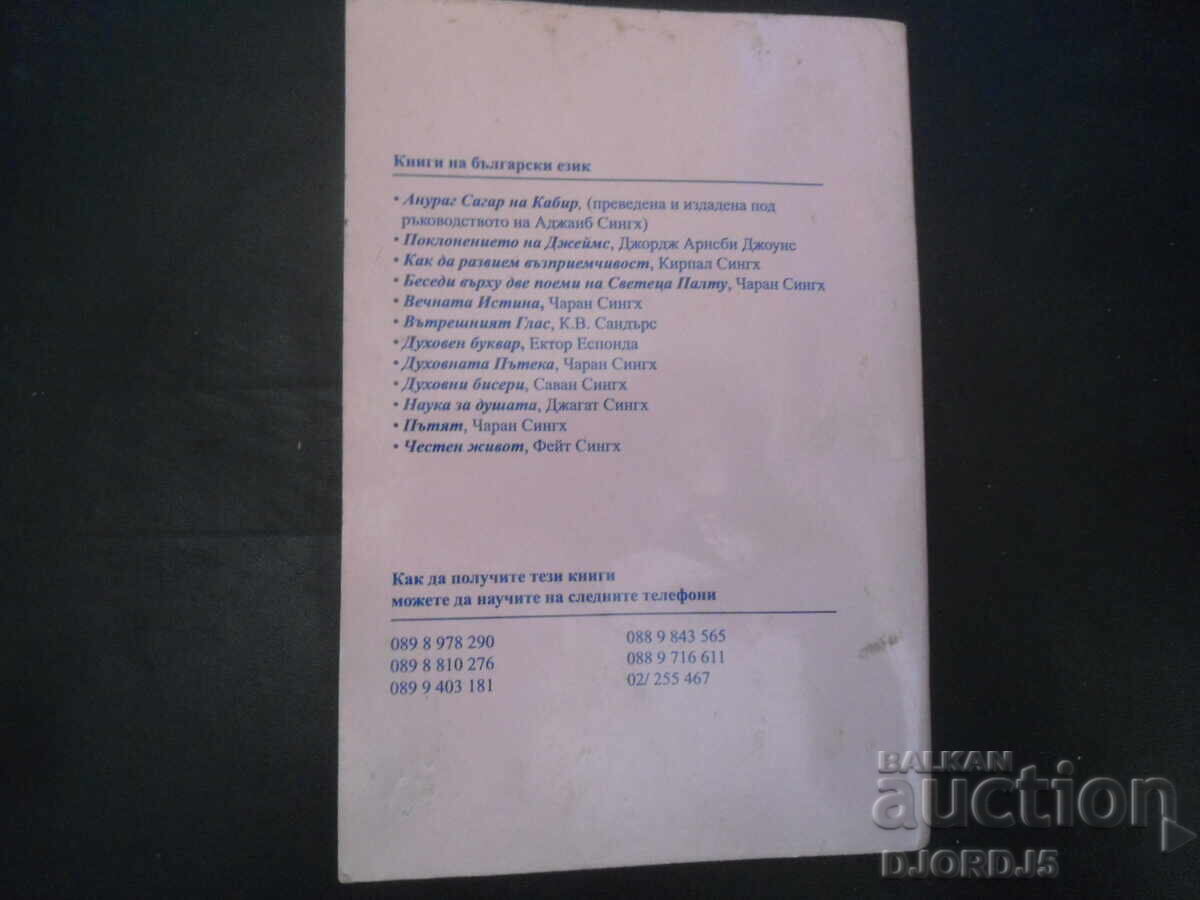 Книги на български език
• Анураг Сагар на Кабир, (преведена и издадена под
ръководството на Аджаиб Сингх)
• Поклонението на Джеймс, Джордж Арнсби Джоунс
• Как да развием възприемчивост, Кирпал Сингх
• Беседи върху две поеми на Светеца Палту, Чаран Сингх
• Вечната Истина, Чаран Сингх
• Вътрешният Глас, К.В. Сандърс
• Духовен буквар, Ектор Еспонда
• Духовната Пътека, Чаран Сингх
• Духовни бисери, Саван Сингх
• Наука за душата, Джагат Сингх
• Пътят, Чаран Сингх
• Честен живот, Фейт Сингх
Как да получите тези книги
можете да научите на следните телефони
089 8 978 290
089 8 810 276
089 9 403 181
088 9 843 565
088 9 716 611
02/ 255 467
BALKAN
auction
DJORDJ5